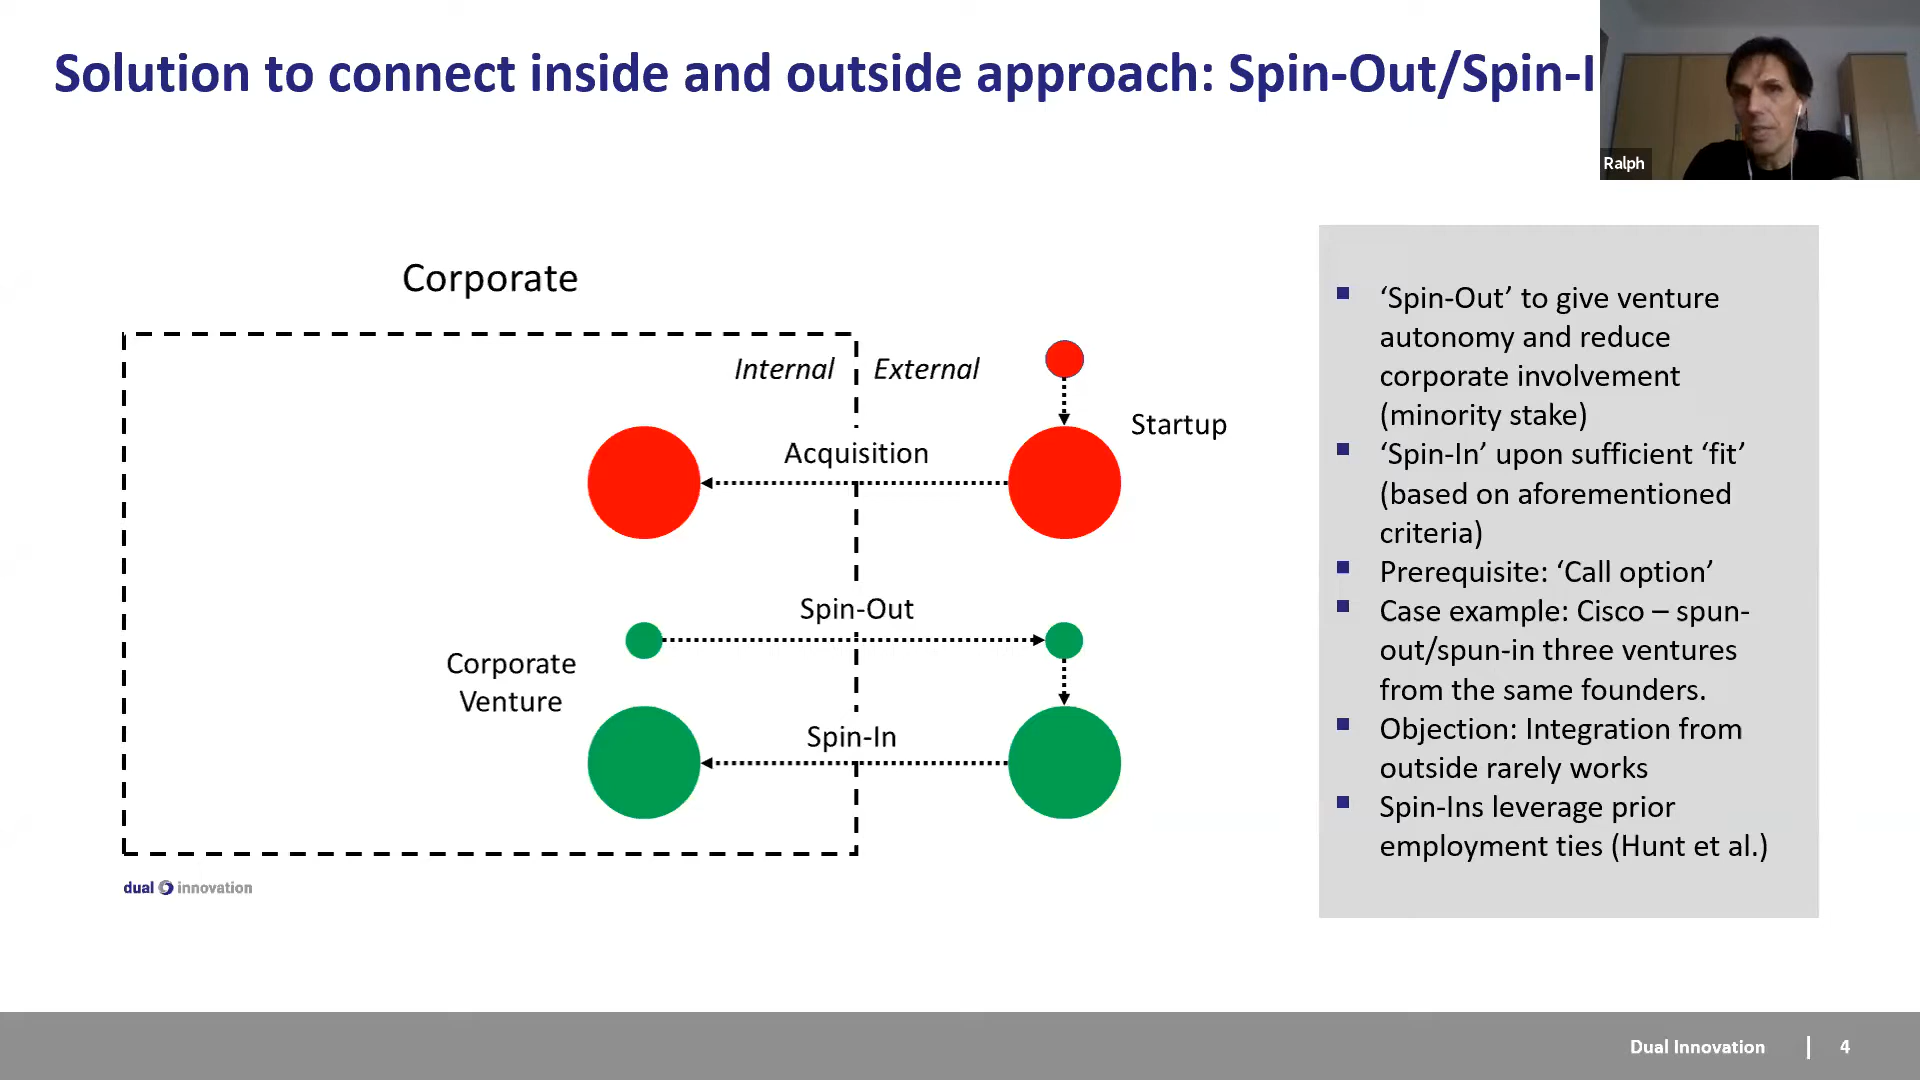 Solution to connect inside and outside approach: Spin-Out/Spin-I
Ralph
Corporate
Internal
External
Startup
Acquisition
Spin-Out
Corporate
Venture
Spin-In
dual innovation
▪ ‘Spin-Out’ to give venture
autonomy and reduce
corporate involvement
(minority stake)
▪ ‘Spin-In’ upon sufficient ‘fit’
(based on aforementioned
criteria)
▪ Prerequisite: ‘Call option’
▪ Case example: Cisco – spun-
out/spun-in three ventures
from the same founders.
▪ Objection: Integration from
outside rarely works
▪ Spin-Ins leverage prior
employment ties (Hunt et al.)
Dual Innovation | 4